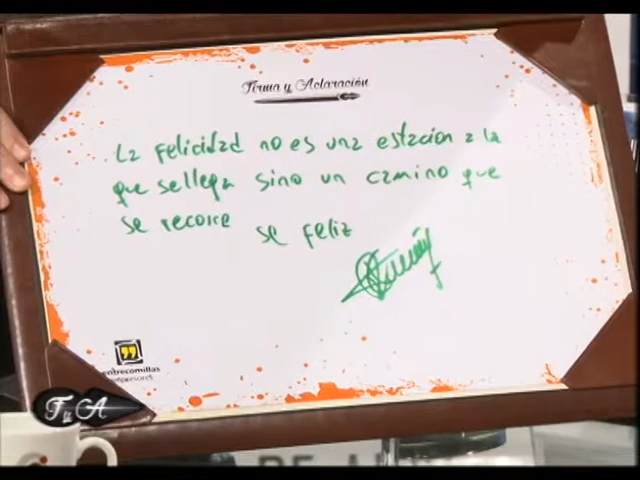 Firma y Aclaración
La felicidad no es una estación a la
que se llega sino un camino que
se recorre se feliz
entrecomillas
impresores
F y A